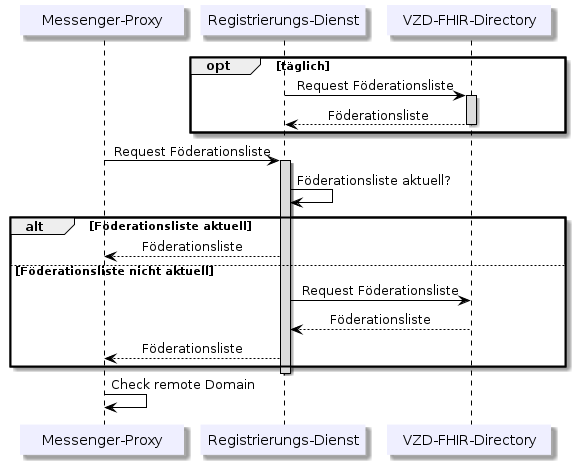 Messenger-Proxy
Registrierungs-Dienst
VZD-FHIR-Directory
opt [täglich]
Request Föderationsliste
Föderationsliste
Request Föderationsliste
Föderationsliste aktuell?
alt [Föderationsliste aktuell]
Föderationsliste
[Föderationsliste nicht aktuell]
Request Föderationsliste
Föderationsliste
Föderationsliste
Check remote Domain
Messenger-Proxy
Registrierungs-Dienst
VZD-FHIR-Directory